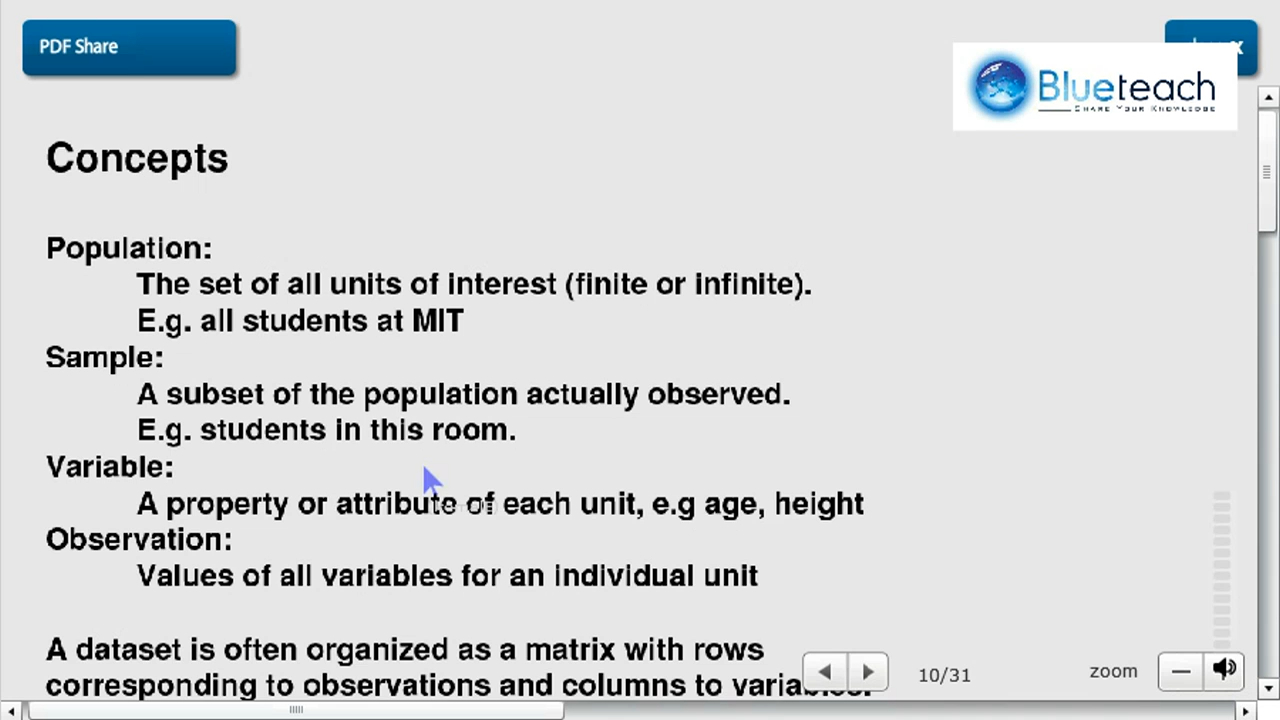 PDF Share
x
Blueteach
SHARE YOUR KNOWLEDGE
Concepts
Population:
The set of all units of interest (finite or infinite).
E.g. all students at MIT
Sample:
A subset of the population actually observed.
E.g. students in this room.
Variable:
A property or attribute of each unit, e.g age, height
Observation:
Values of all variables for an individual unit
A dataset is often organized as a matrix with rows
corresponding to observations and columns to variables.
10/31
zoom